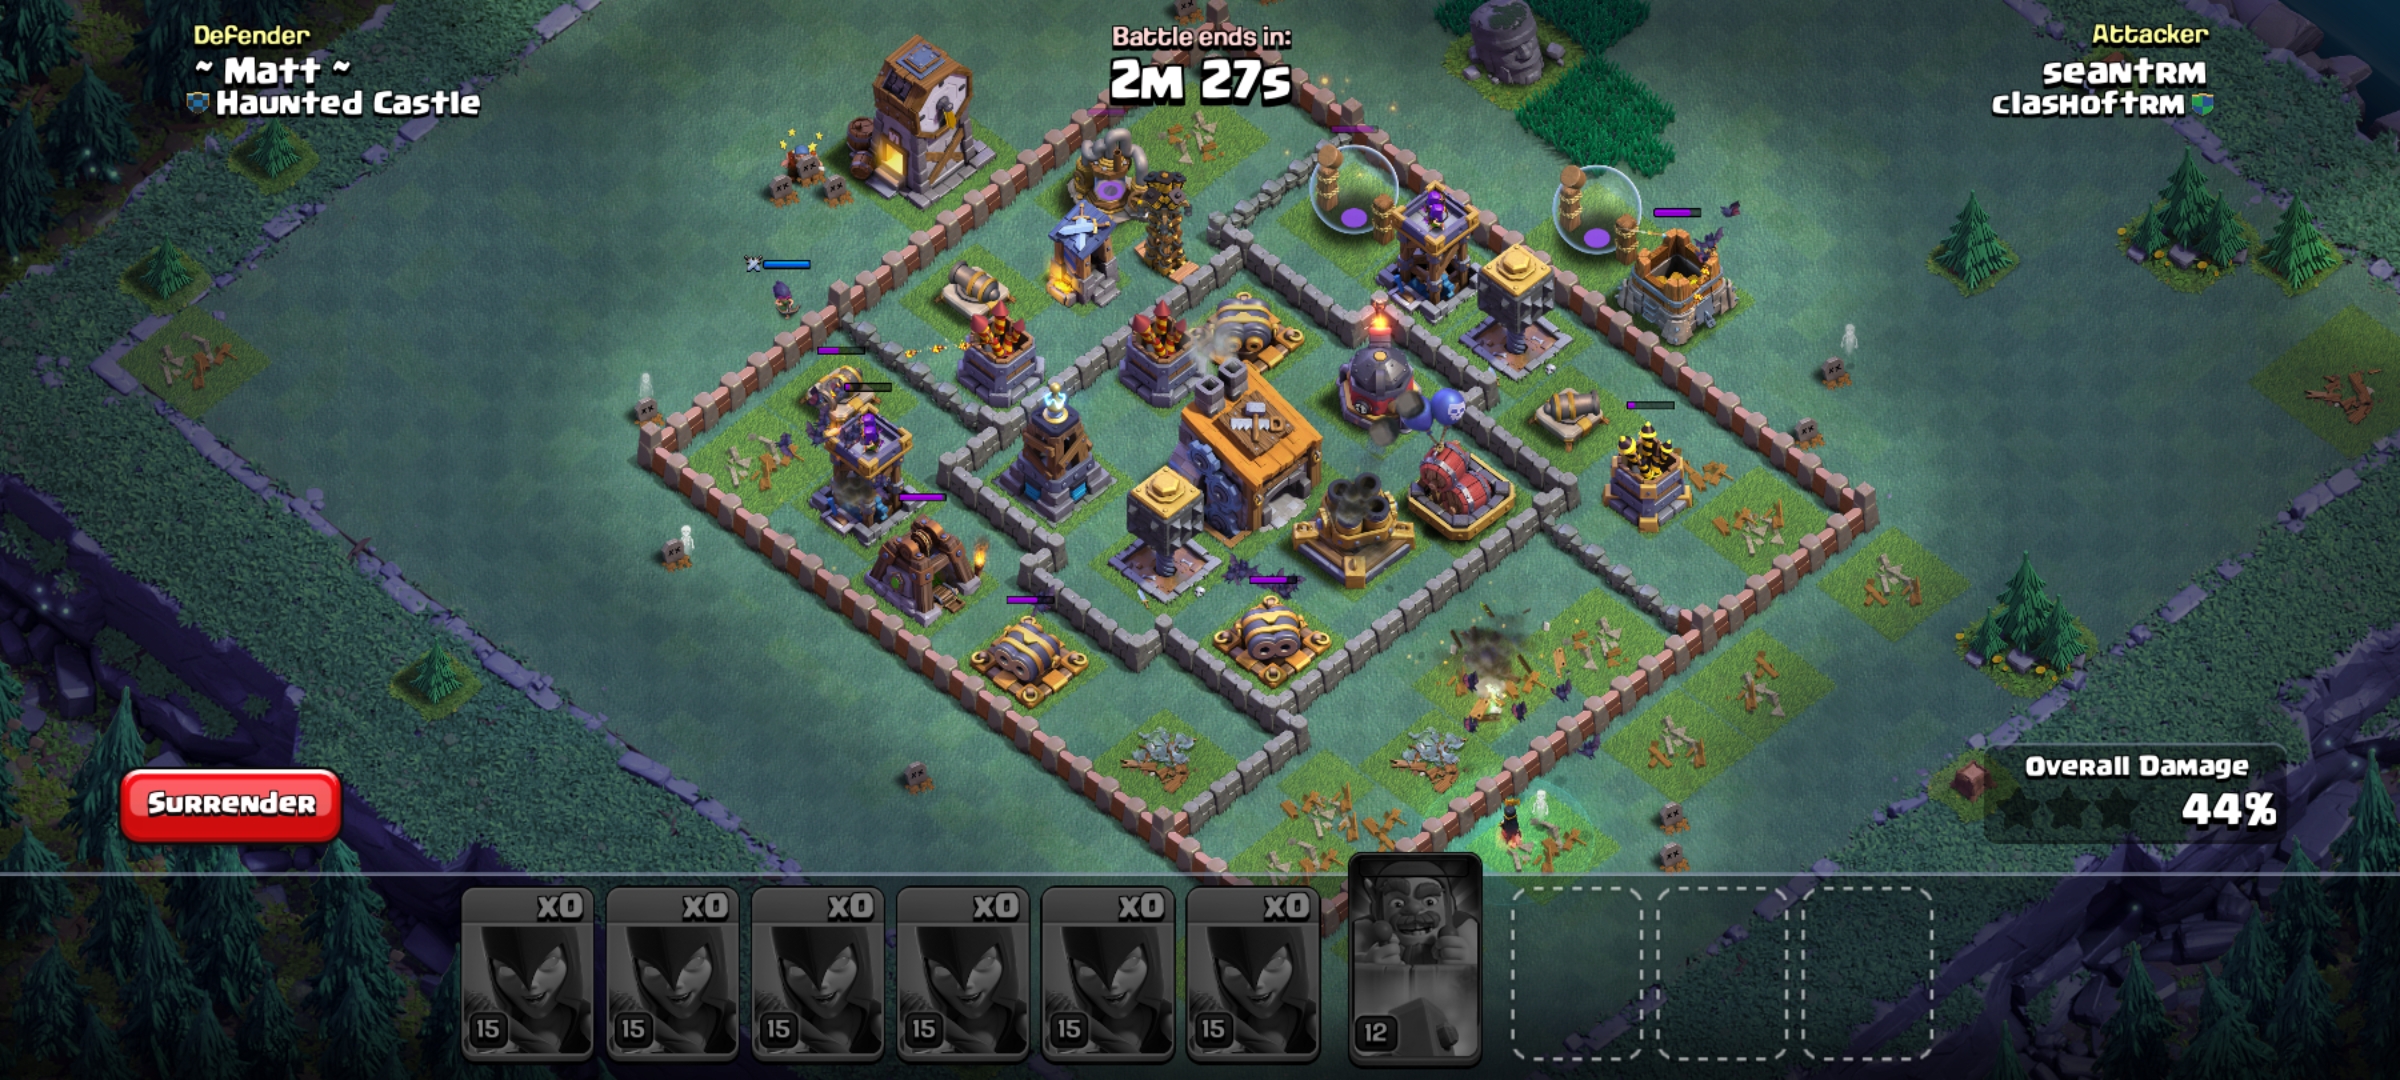 Defender
~ Matt ~
Haunted Castle
Battle ends in:
2M 27s
Attacker
seantRM
clashoftRM
Surrender
Overall Damage
44%
x0
x0
x0
x0
x0
x0
15
15
15
15
15
15
12